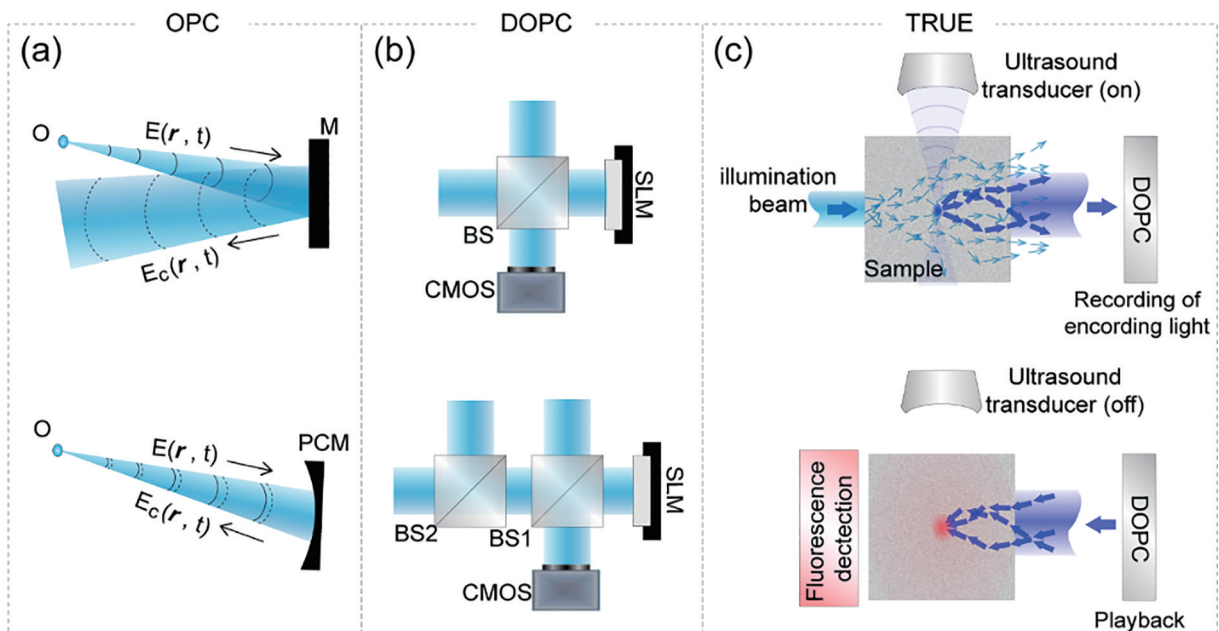 OPC
(a)
O
E(r, t)
M
Ec(r, t)
O
E(r, t)
PCM
Ec(r, t)
DOPC
(b)
SLM
BS
CMOS
SLM
BS2
BS1
CMOS
TRUE
(c)
Ultrasound
transducer (on)
illumination
beam
DOPC
Sample
Recording of
encording light
Ultrasound
transducer (off)
Fluorescence
dectection
DOPC
Playback